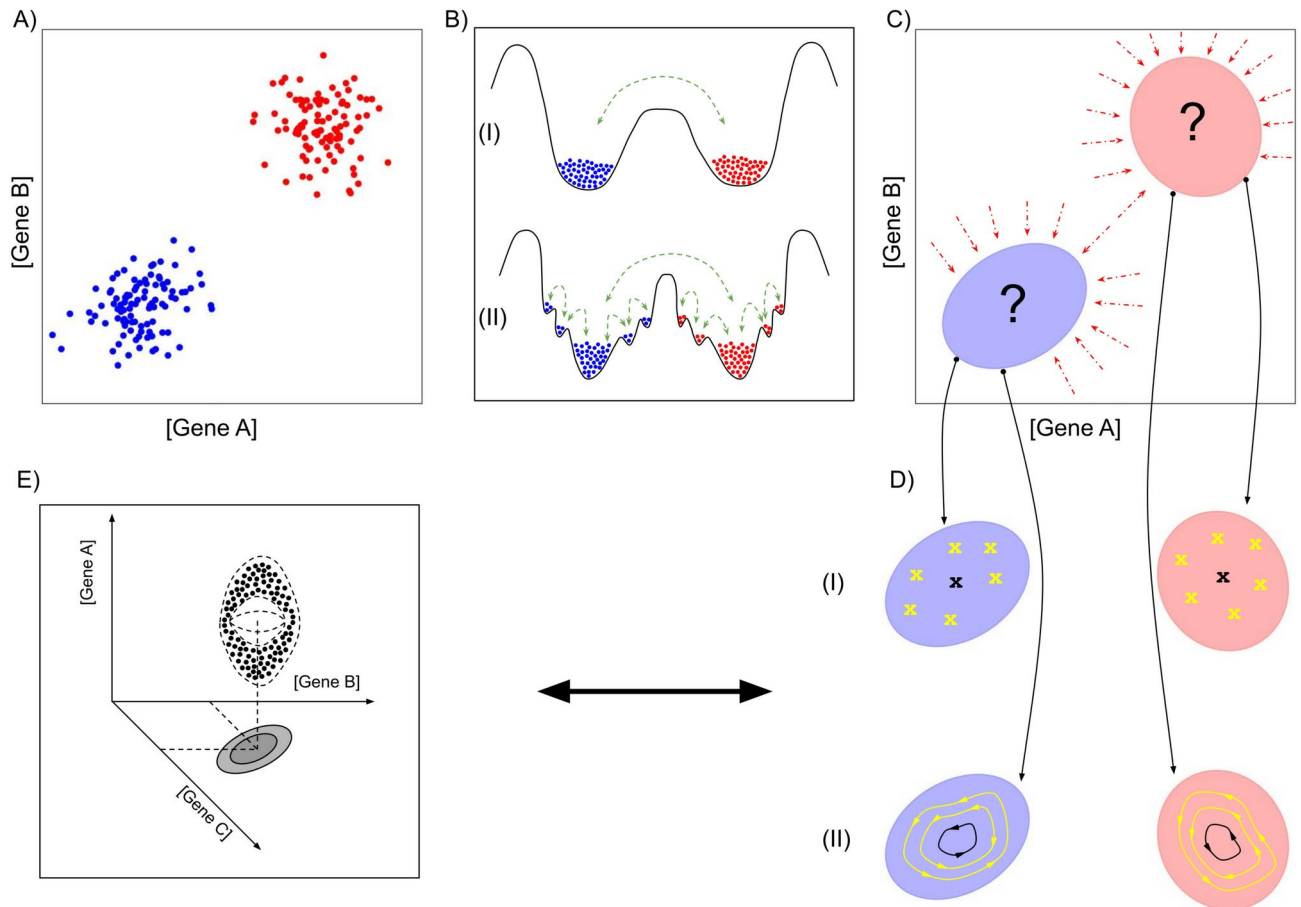 A)
[Gene B]
[Gene A]
B)
(I)
(II)
C)
?
?
[Gene B]
[Gene A]
D)
(I)
x x x x x x x
x x x x x x x
(II)
E)
[Gene A]
[Gene B]
[Gene C]